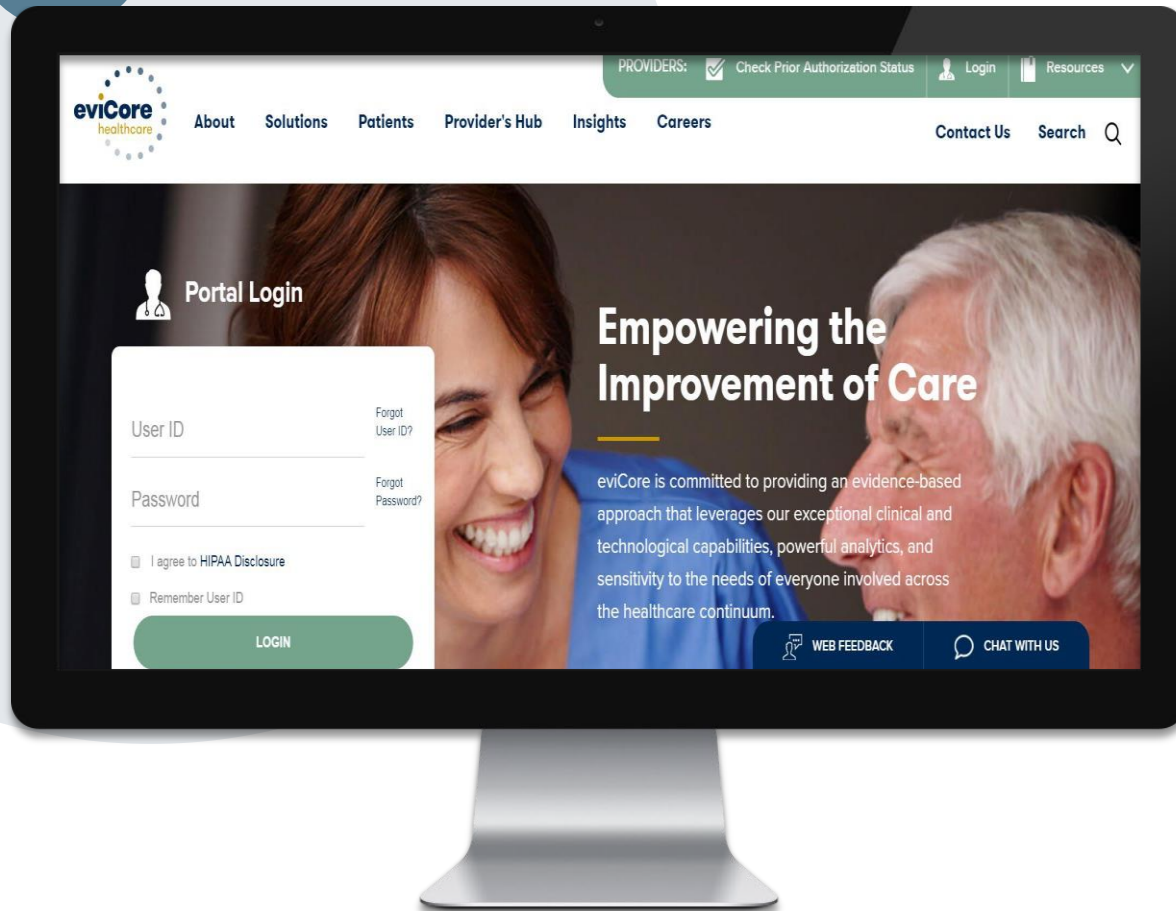 PROVIDERS: Check Prior Authorization Status Login Resources
eviCore
healthcare
About Solutions Patients Provider's Hub Insights Careers
Contact Us Search
Portal Login
User ID
Forgot
User ID?
Password
Forgot
Password?
I agree to HIPAA Disclosure
Remember User ID
LOGIN
Empowering the
Improvement of Care
eviCore is committed to providing an evidence-based
approach that leverages our exceptional clinical and
technological capabilities, powerful analytics, and
sensitivity to the needs of everyone involved across
the healthcare continuum.
WEB FEEDBACK
CHAT WITH US